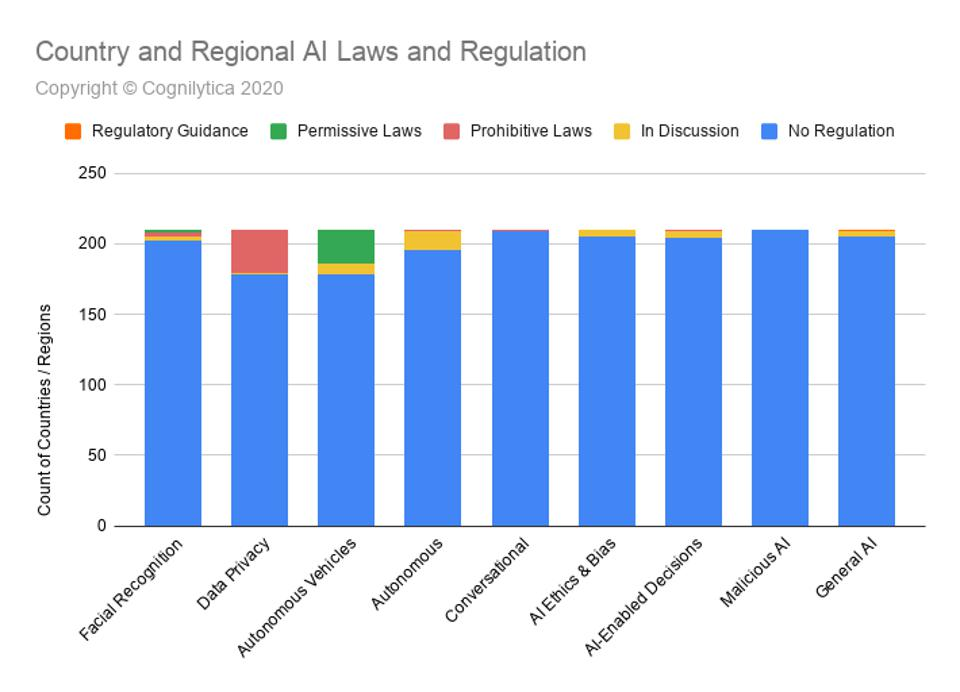 Country and Regional AI Laws and Regulation
Copyright © Cognilytica 2020
Regulatory Guidance Permissive Laws Prohibitive Laws In Discussion No Regulation
250
200
150
100
50
0
Count of Countries / Regions
Facial Recognition
Data Privacy
Autonomous Vehicles
Autonomous
Conversational
AI Ethics & Bias
AI-Enabled Decisions
Malicious AI
General AI